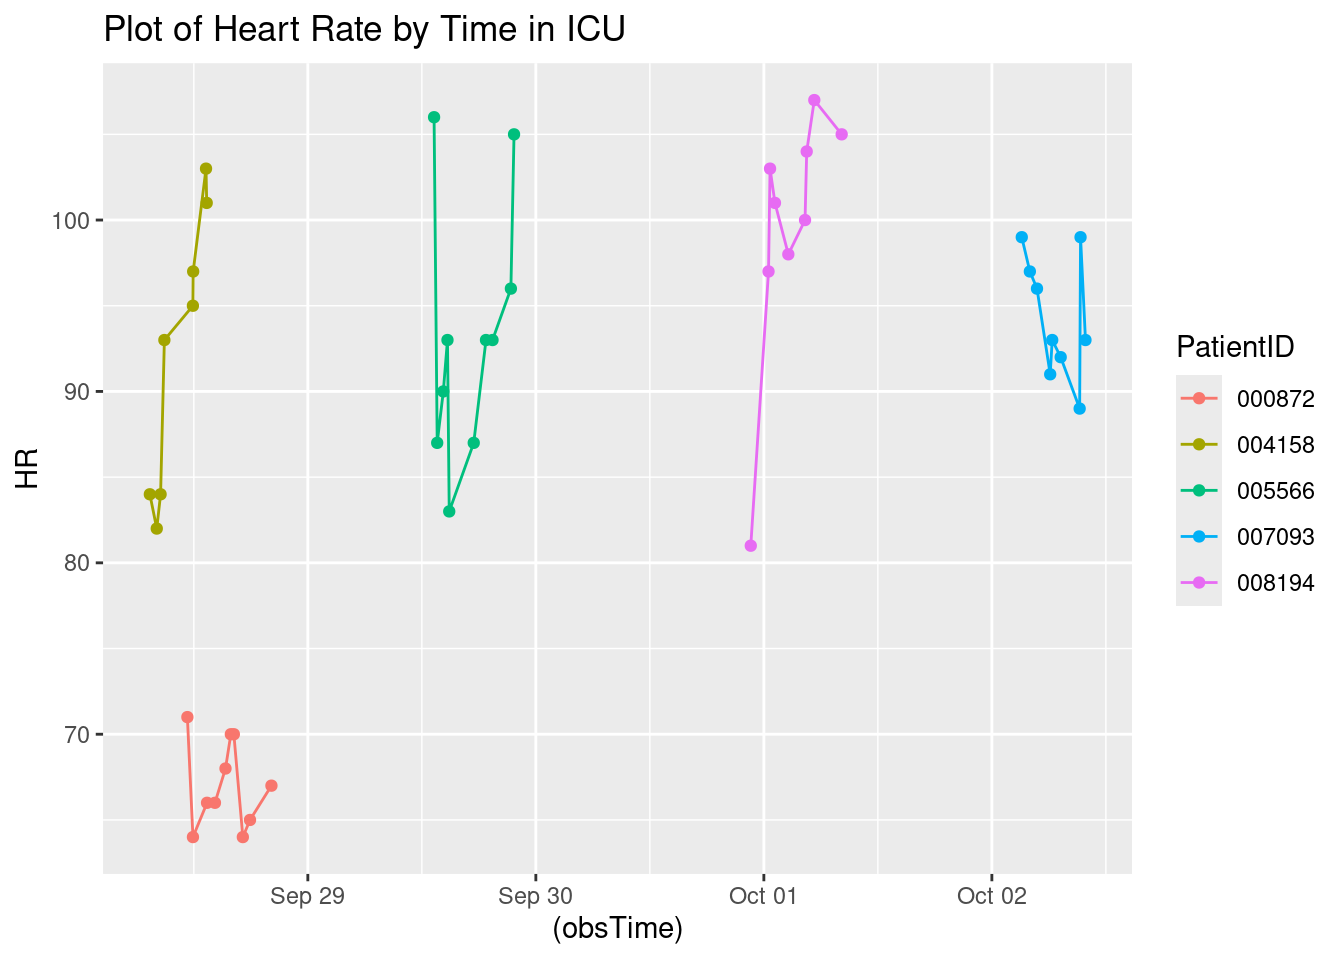 Plot of Heart Rate by Time in ICU
HR
100
90
80
70
Sep 29
Sep 30
Oct 01
Oct 02
(obsTime)
PatientID
000872
004158
005566
007093
008194